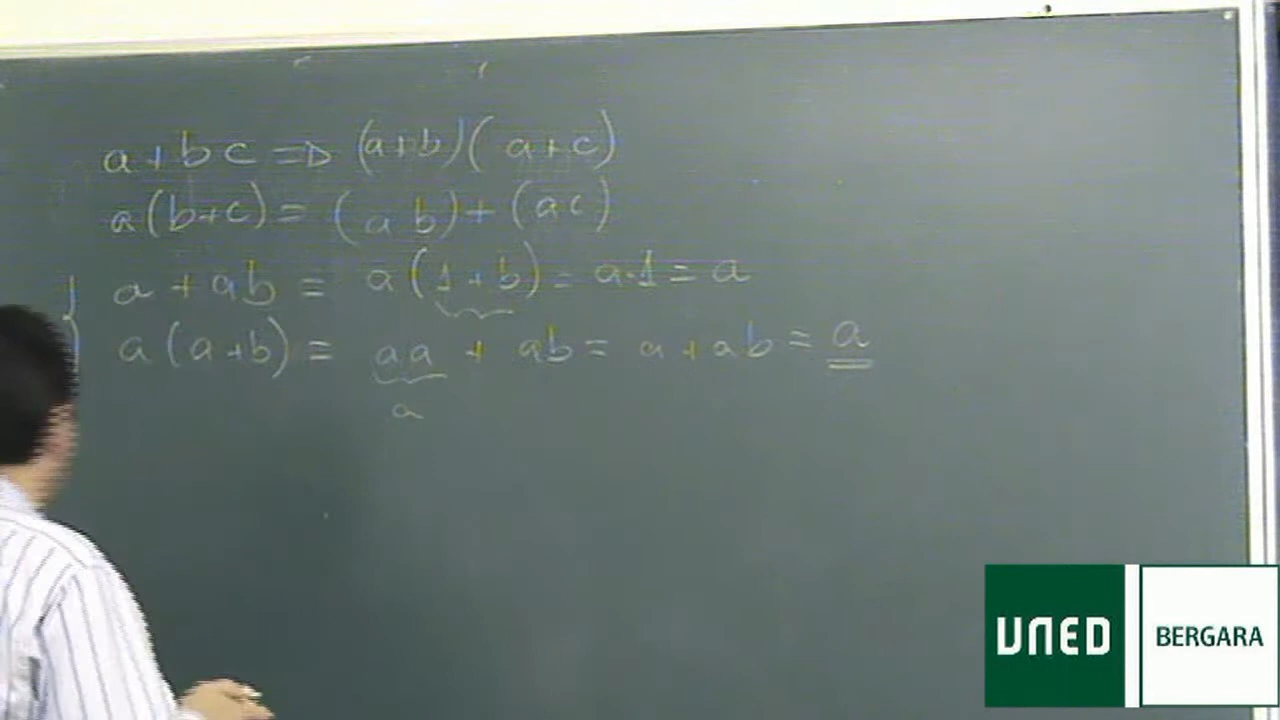 a+bc => (a+b)(a+c)
a(b+c) = (ab)+(ac)
a+ab = a(1+b) = a·1 = a
a(a+b) = aa + ab = a+ab = a
a
UNED BERGARA